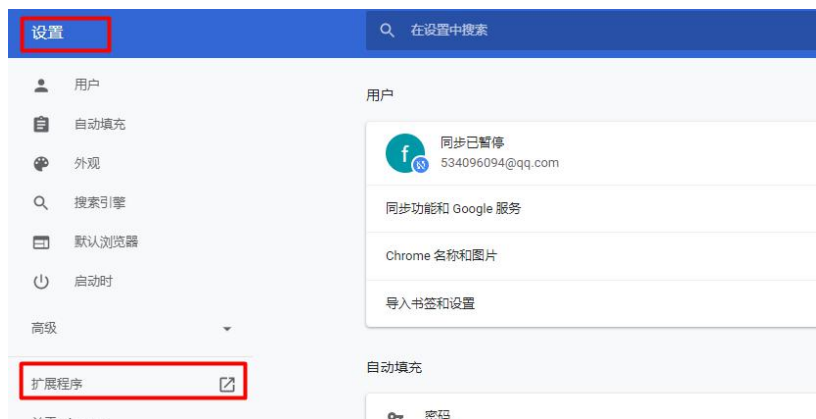 设置
在设置中搜索
用户
自动填充
外观
搜索引擎
默认浏览器
启动时
高级
扩展程序
用户
f
同步已暂停
534096094@qq.com
同步功能和 Google 服务
Chrome 名称和图片
导入书签和设置
自动填充
密码